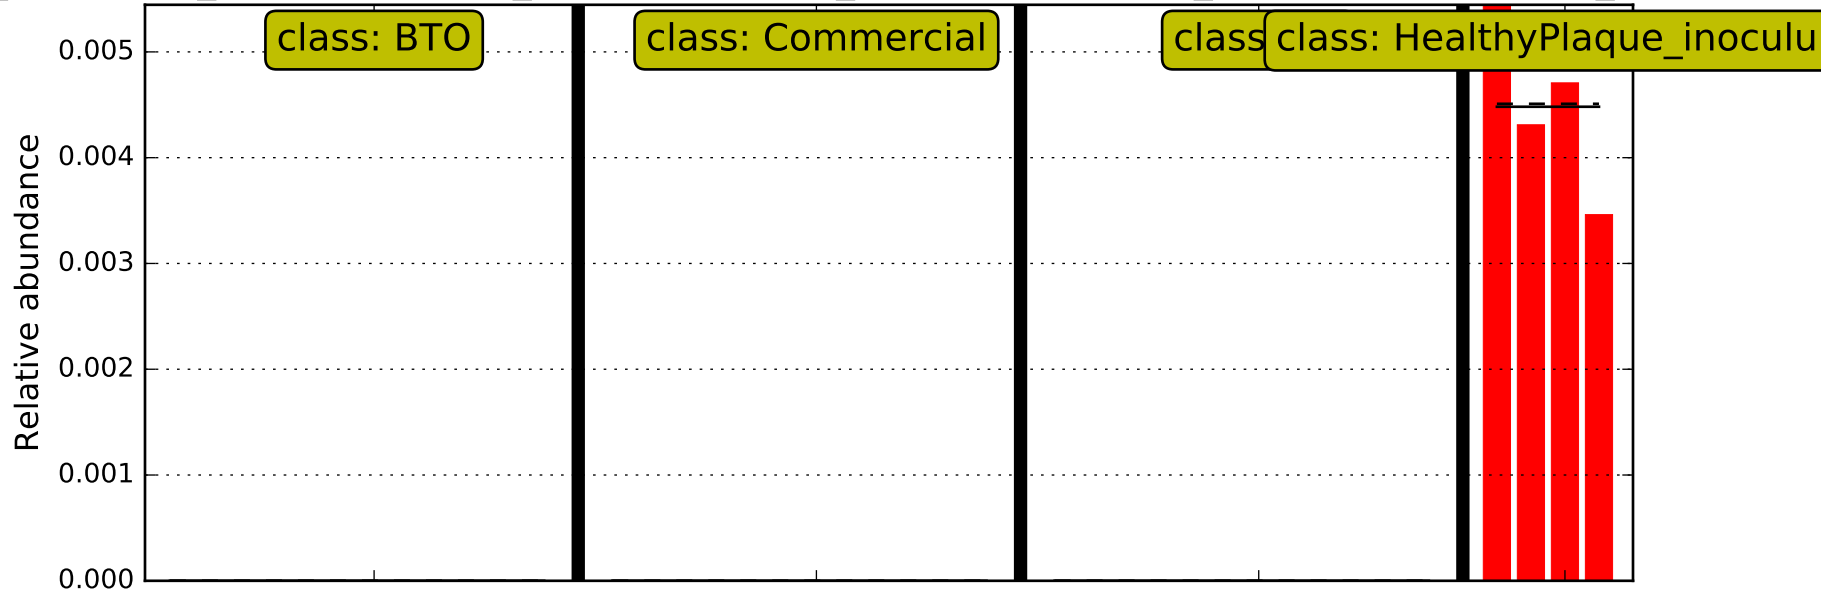 class: BTO
class: Commercial
class
class: HealthyPlaque_inoculu
0.005
0.004
0.003
0.002
0.001
0.000
Relative abundance